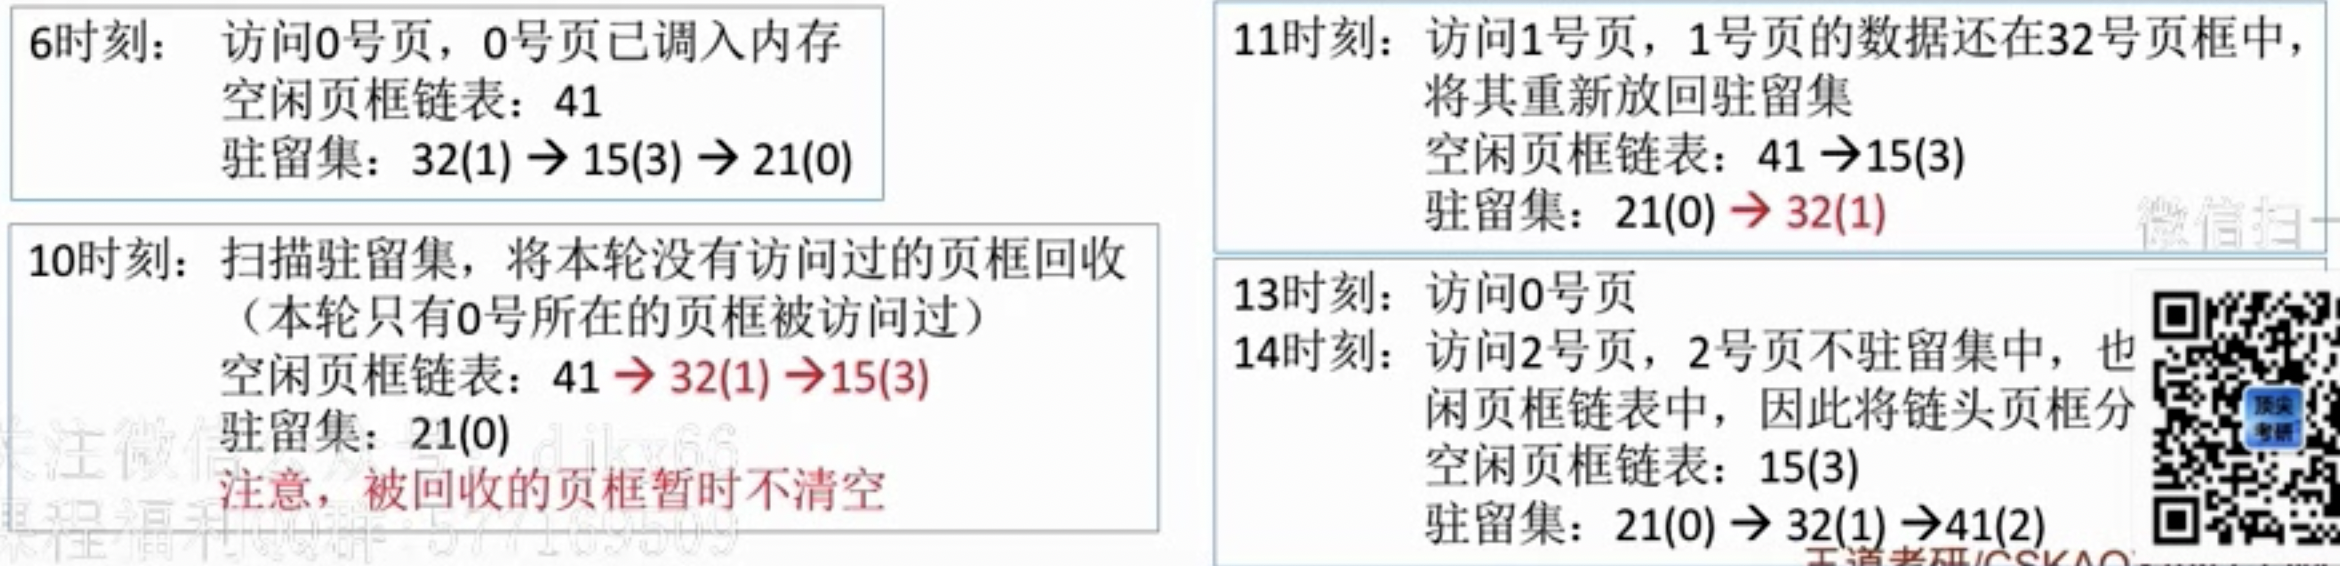 6时刻： 访问0号页，0号页已调入内存
空闲页框链表：41
驻留集：32(1) → 15(3) → 21(0)
10时刻： 扫描驻留集，将本轮没有访问过的页框回收
（本轮只有0号所在的页框被访问过）
空闲页框链表：41 → 32(1) →15(3)
驻留集：21(0)
注意，被回收的页框暂时不清空
关注微信 djkx66
课程福利QQ群:577169509
11时刻：访问1号页，1号页的数据还在32号页框中，
将其重新放回驻留集
空闲页框链表：41 →15(3)
驻留集：21(0) → 32(1)
微信扫一
13时刻：访问0号页
14时刻：访问2号页，2号页不驻留集中，也
闲页框链表中，因此将链头页框分
空闲页框链表：15(3)
驻留集：21(0) → 32(1) →41(2)
顶尖
考研
王道考研/CSKAO